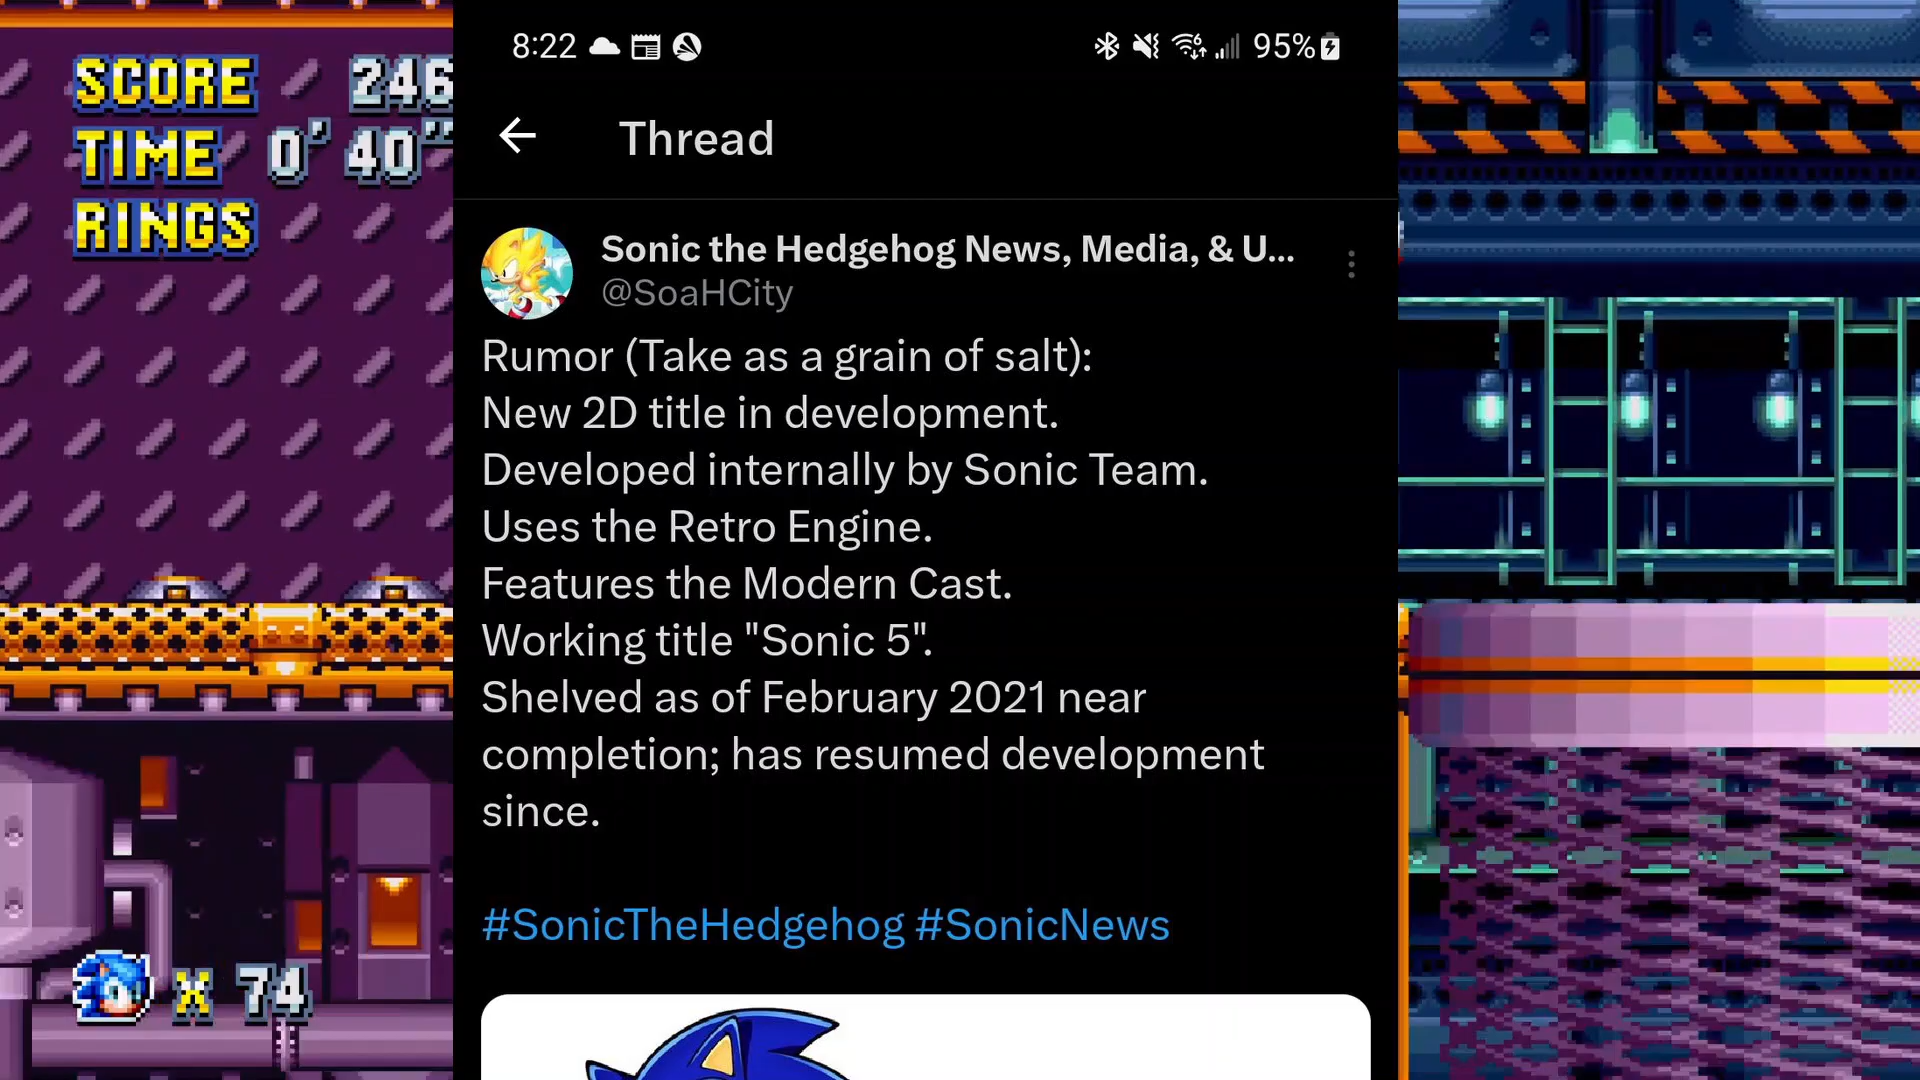 SCORE 246
TIME 0' 40"
RINGS
8:22
95%
Thread
Sonic the Hedgehog News, Media, & U...
@SoaHCity
Rumor (Take as a grain of salt):
New 2D title in development.
Developed internally by Sonic Team.
Uses the Retro Engine.
Features the Modern Cast.
Working title "Sonic 5".
Shelved as of February 2021 near
completion; has resumed development
since.
#SonicTheHedgehog #SonicNews
X 74